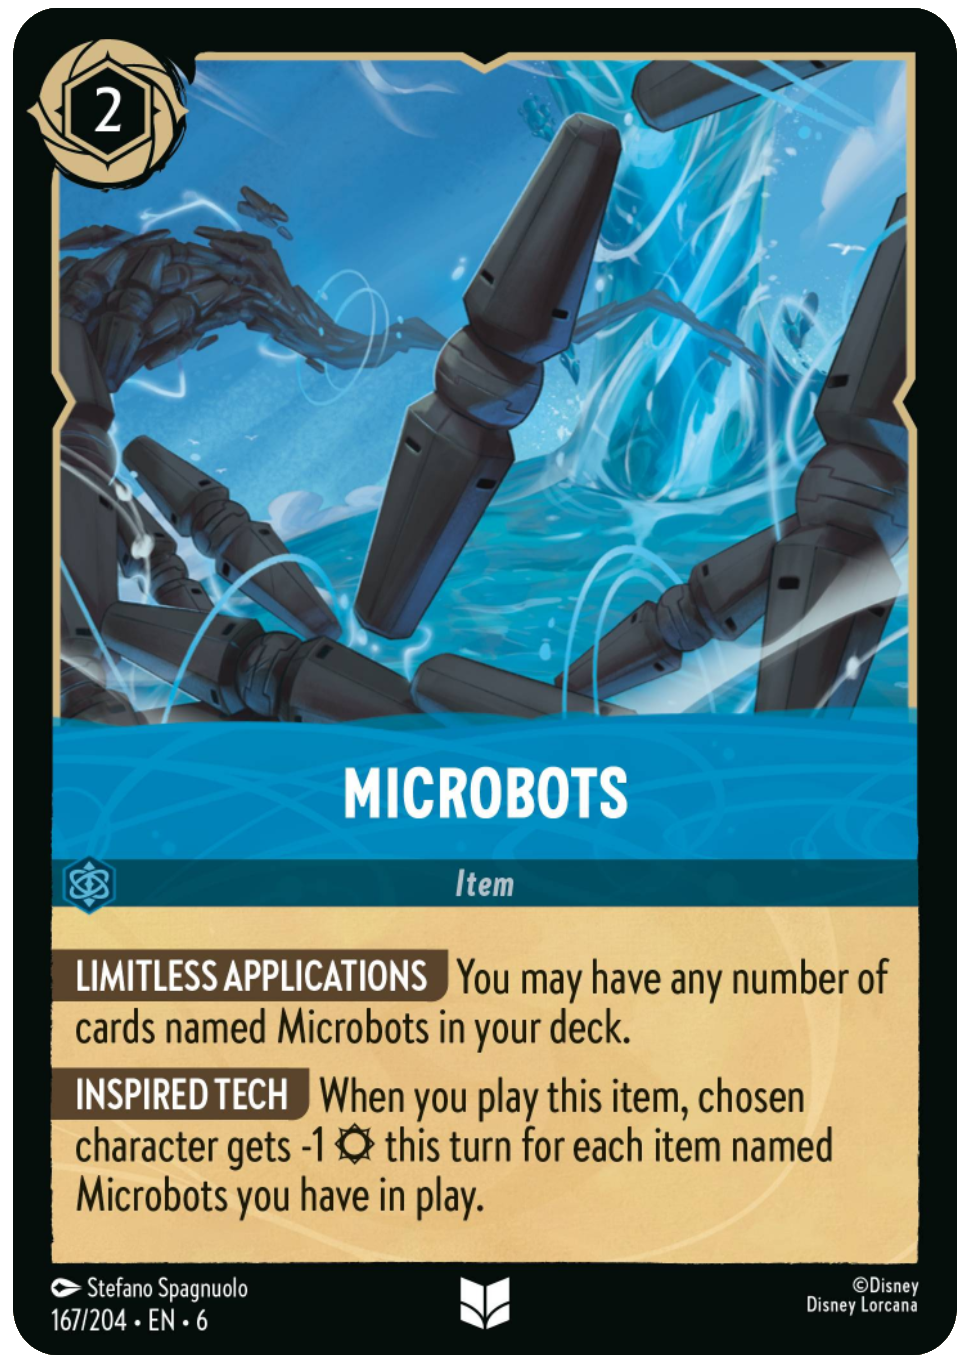 2
MICROBOTS
Item
LIMITLESS APPLICATIONS You may have any number of
cards named Microbots in your deck.
INSPIRED TECH When you play this item, chosen
character gets -1 this turn for each item named
Microbots you have in play.
Stefano Spagnuolo
167/204 • EN • 6
©Disney
Disney Lorcana